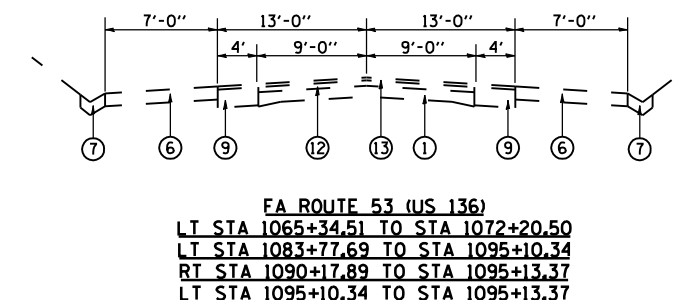 7'-0'' 13'-0'' 13'-0'' 7'-0''
4' 9'-0'' 9'-0'' 4'
7 6 9 12 13 1 9 6 7
FA ROUTE 53 (US 136)
LT STA 1065+34.51 TO STA 1072+20.50
LT STA 1083+77.69 TO STA 1095+10.34
RT STA 1090+17.89 TO STA 1095+13.37
LT STA 1095+10.34 TO STA 1095+13.37